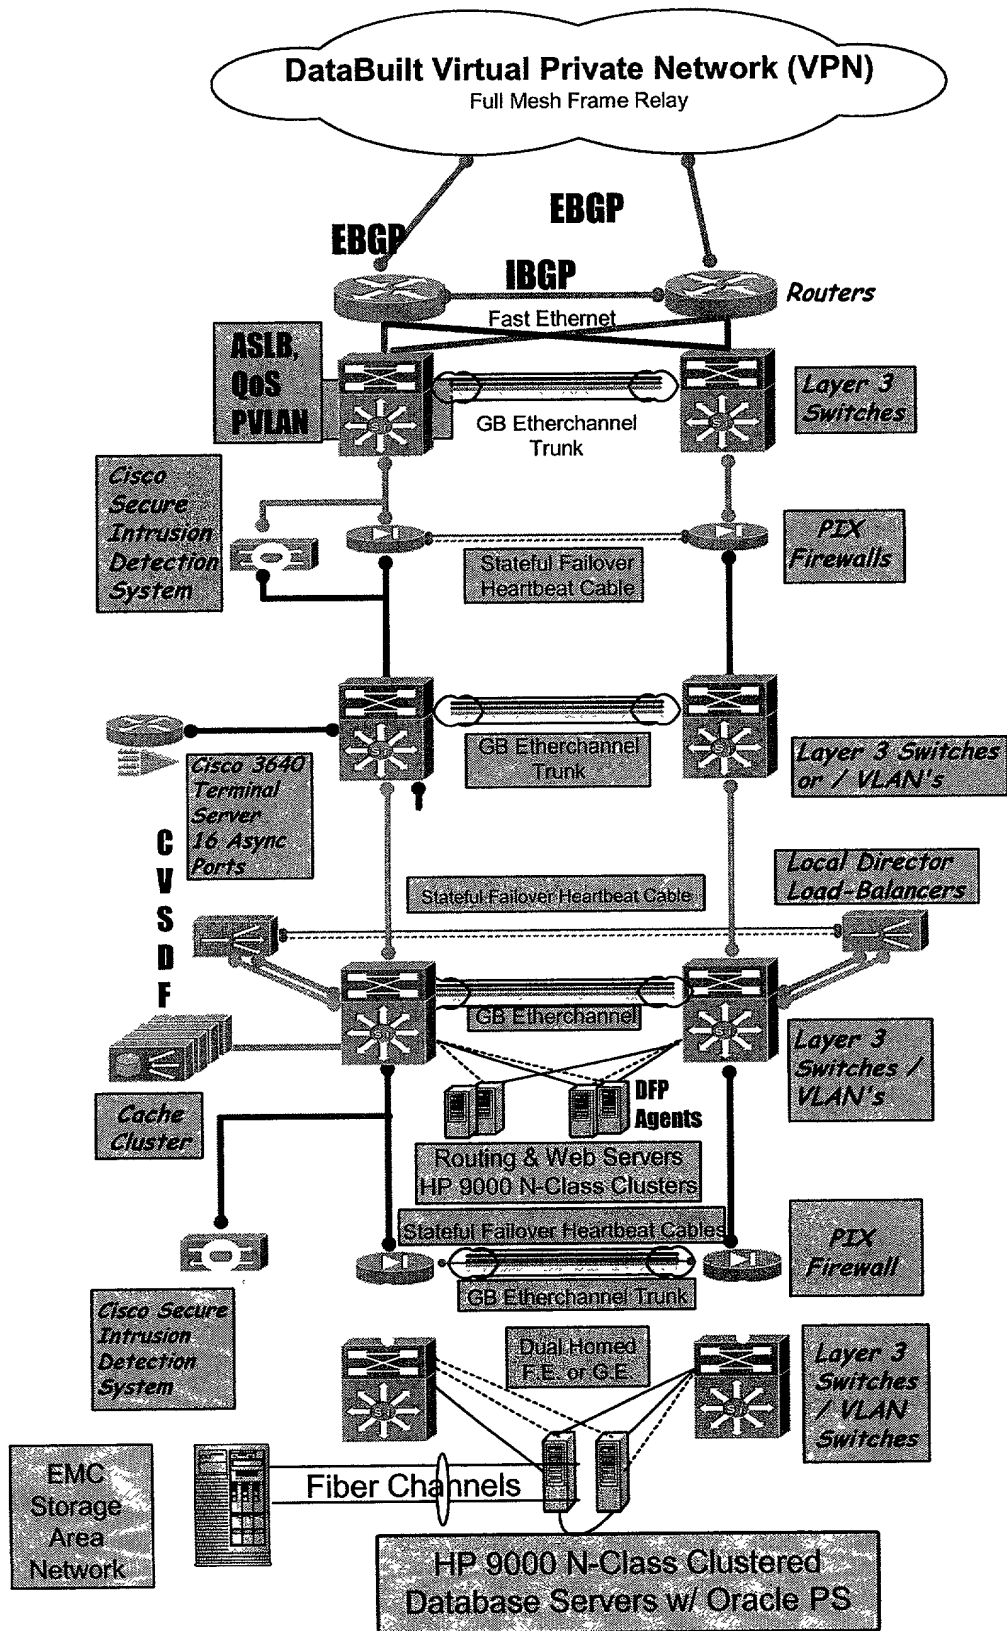 DataBuilt Virtual Private Network (VPN)
Full Mesh Frame Relay
EBGP
EBGP
IBGP
Routers
Fast Ethernet
ASLB,
QoS
PVLAN
GB Etherchannel
Trunk
Layer 3
Switches
Cisco
Secure
Intrusion
Detection
System
Stateful Failover
Heartbeat Cable
PIX
Firewalls
GB Etherchannel
Trunk
Layer 3 Switches
or / VLAN's
Cisco 3640
Terminal
Server
16 Async
Ports
C
V
S
D
F
Stateful Failover Heartbeat Cable
Local Director
Load-Balancers
GB Etherchannel
Layer 3
Switches /
VLAN's
Cache
Cluster
DFP
Agents
Routing & Web Servers
HP 9000 N-Class Clusters
Stateful Failover Heartbeat Cables
PIX
Firewall
GB Etherchannel Trunk
Cisco Secure
Intrusion
Detection
System
Dual Homed
F.E. or G.E.
Layer 3
Switches
/ VLAN
Switches
EMC
Storage
Area
Network
Fiber Channels
HP 9000 N-Class Clustered
Database Servers w/ Oracle PS